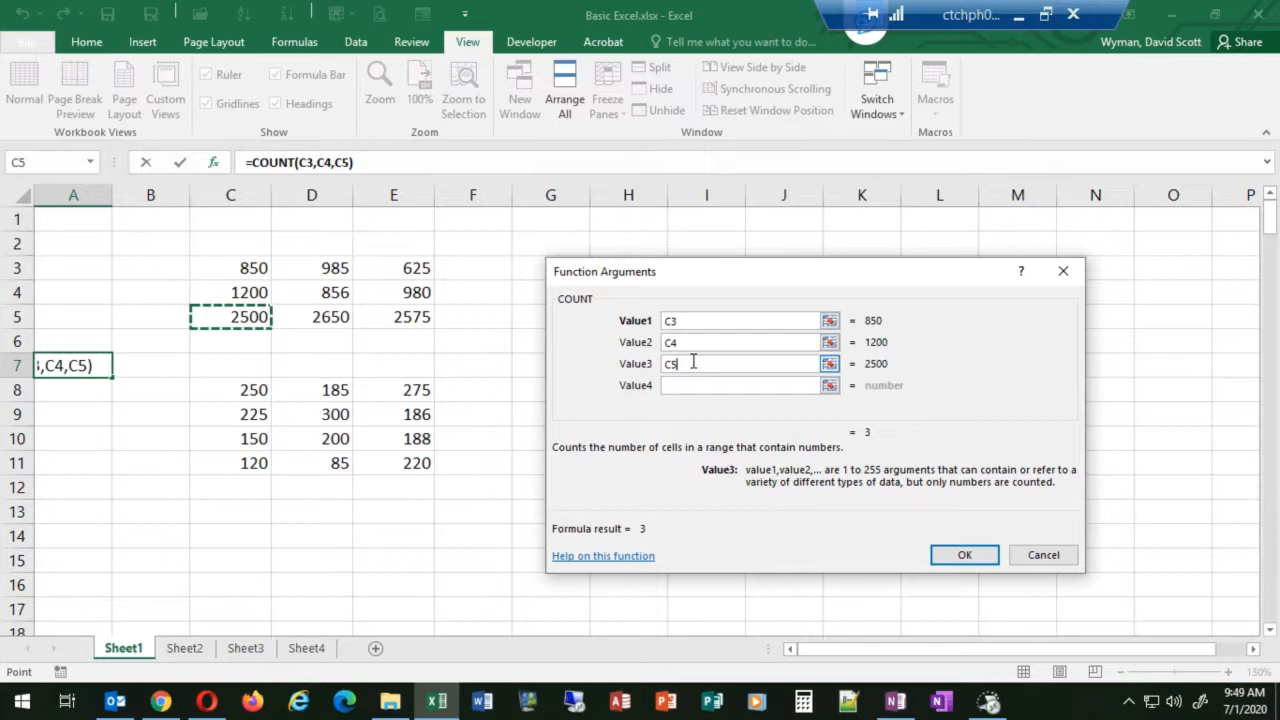 Basic Excel.xlsx - Excel
ctchph0...
File Home Insert Page Layout Formulas Data Review View Developer Acrobat Tell me what you want to do... Wyman, David Scott Share
Normal Page Break Preview Page Layout Custom Views
Workbook Views
Ruler Formula Bar
Gridlines Headings
Show
Zoom 100% Zoom to Selection
Zoom
New Window Arrange All Freeze Panes
Split View Side by Side
Hide Synchronous Scrolling
Unhide Reset Window Position
Window
Switch Windows
Macros
Macros
C5 fx =COUNT(C3,C4,C5)
A B C D E F G H I J K L M N O P
1
2
3 850 985 625
4 1200 856 980
5 2500 2650 2575
6
7 3,C4,C5)
8 250 185 275
9 225 300 186
10 150 200 188
11 120 85 220
12
13
14
15
16
17
18
Function Arguments ?
COUNT
Value1 C3 = 850
Value2 C4 = 1200
Value3 C5 = 2500
Value4 = number
= 3
Counts the number of cells in a range that contain numbers.
Value3: value1,value2,... are 1 to 255 arguments that can contain or refer to a
variety of different types of data, but only numbers are counted.
Formula result = 3
Help on this function OK Cancel
Sheet1 Sheet2 Sheet3 Sheet4
Point 130%
9:49 AM
7/1/2020